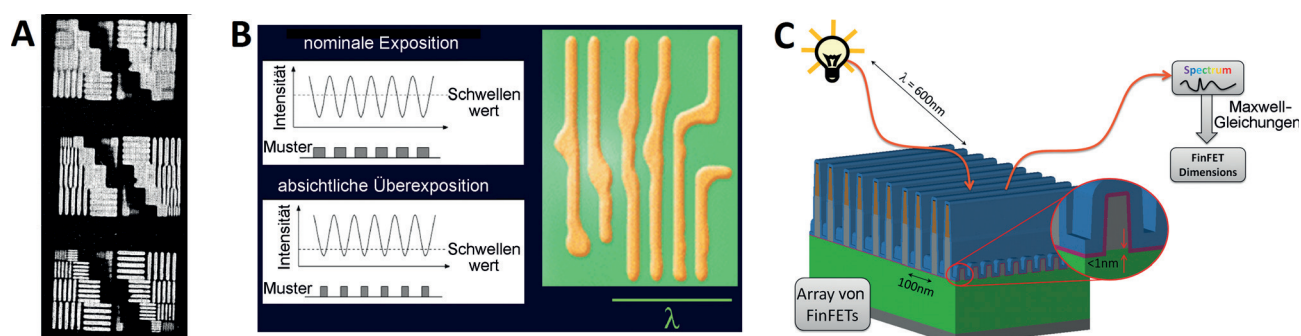 A
B
nominale Exposition
Intensität
Schwellen
wert
Muster
absichtliche Überexposition
Intensität
Schwellen
wert
Muster
λ
C
λ = 600nm
Spectrum
Maxwell-
Gleichungen
FinFET
Dimensions
<1nm
100nm
Array von
FinFETs